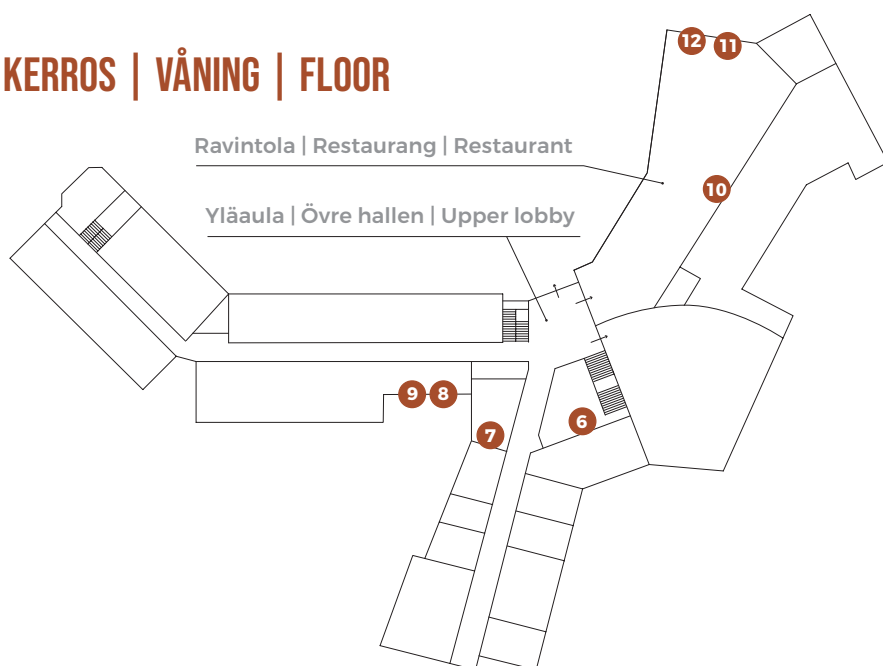 KERROS | VÅNING | FLOOR
12
11
Ravintola | Restaurang | Restaurant
10
Yläaula | Övre hallen | Upper lobby
9
8
7
6